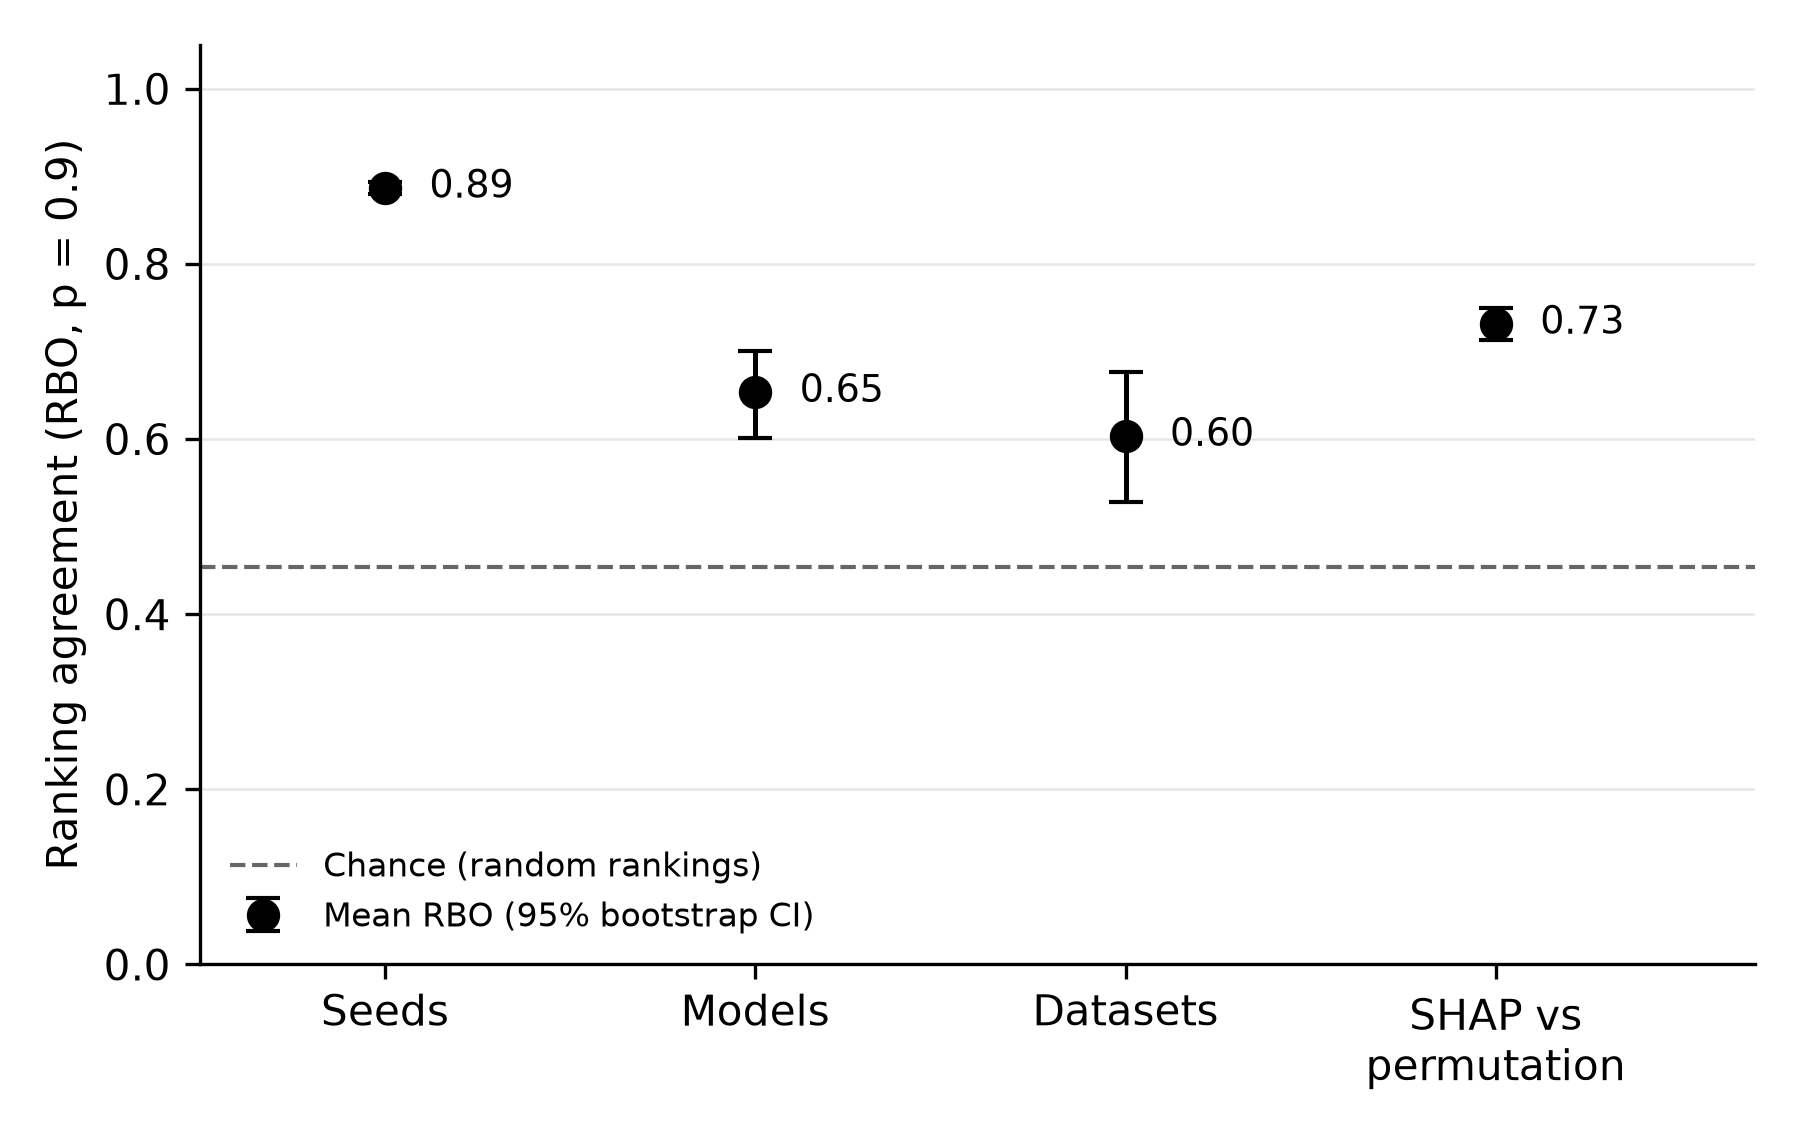 Ranking agreement (RBO, p = 0.9)
1.0
0.8
0.6
0.4
0.2
0.0
0.89
0.65
0.60
0.73
Chance (random rankings)
Mean RBO (95% bootstrap CI)
Seeds
Models
Datasets
SHAP vs
permutation